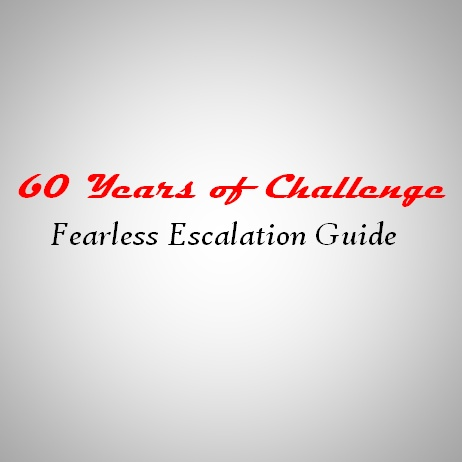 60 Years of Challenge
Fearless Escalation Guide